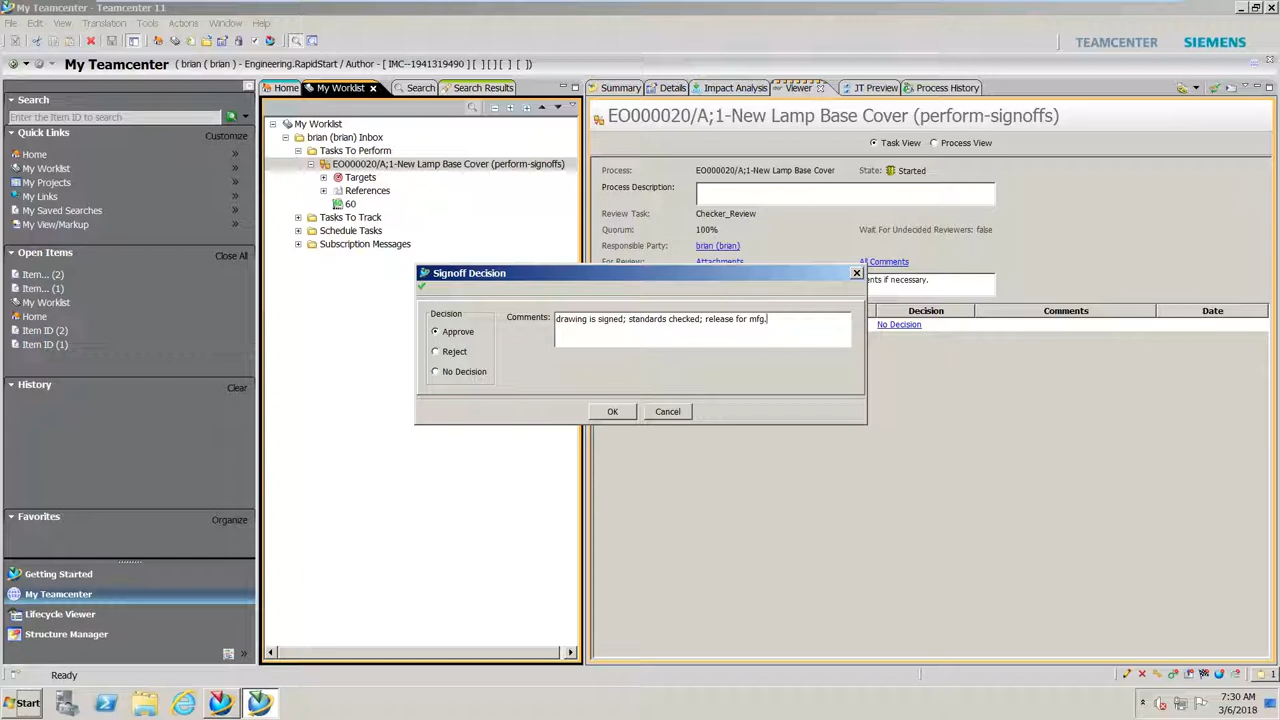 My Teamcenter - Teamcenter 11
File Edit View Translation Tools Actions Window Help
TEAMCENTER SIEMENS
My Teamcenter ( brian ( brian ) - Engineering.RapidStart / Author - [ IMC--1941319490 ] [ ] [ ] [ ] )
Search
Enter the Item ID to search
Quick Links
Customize
Home
My Worklist
My Projects
My Links
My Saved Searches
My View/Markup
Open Items
Close All
Item... (2)
Item... (1)
My Worklist
Home
Item ID (2)
Item ID (1)
History
Clear
Favorites
Organize
Getting Started
My Teamcenter
Lifecycle Viewer
Structure Manager
Home My Worklist Search Search Results
My Worklist
brian (brian) Inbox
Tasks To Perform
EO000020/A;1-New Lamp Base Cover (perform-signoffs)
Targets
References
60
Tasks To Track
Schedule Tasks
Subscription Messages
Summary Details Impact Analysis Viewer JT Preview Process History
EO000020/A;1-New Lamp Base Cover (perform-signoffs)
Task View Process View
Process: EO000020/A;1-New Lamp Base Cover State: Started
Process Description:
Review Task: Checker_Review
Quorum: 100% Wait For Undecided Reviewers: false
Responsible Party: brian (brian)
For Review: Attachments All Comments
ents if necessary.
Decision Comments Date
No Decision
Signoff Decision
Decision
Approve
Reject
No Decision
Comments: drawing is signed; standards checked; release for mfg.
OK Cancel
Ready
1
Start
7:30 AM
3/6/2018